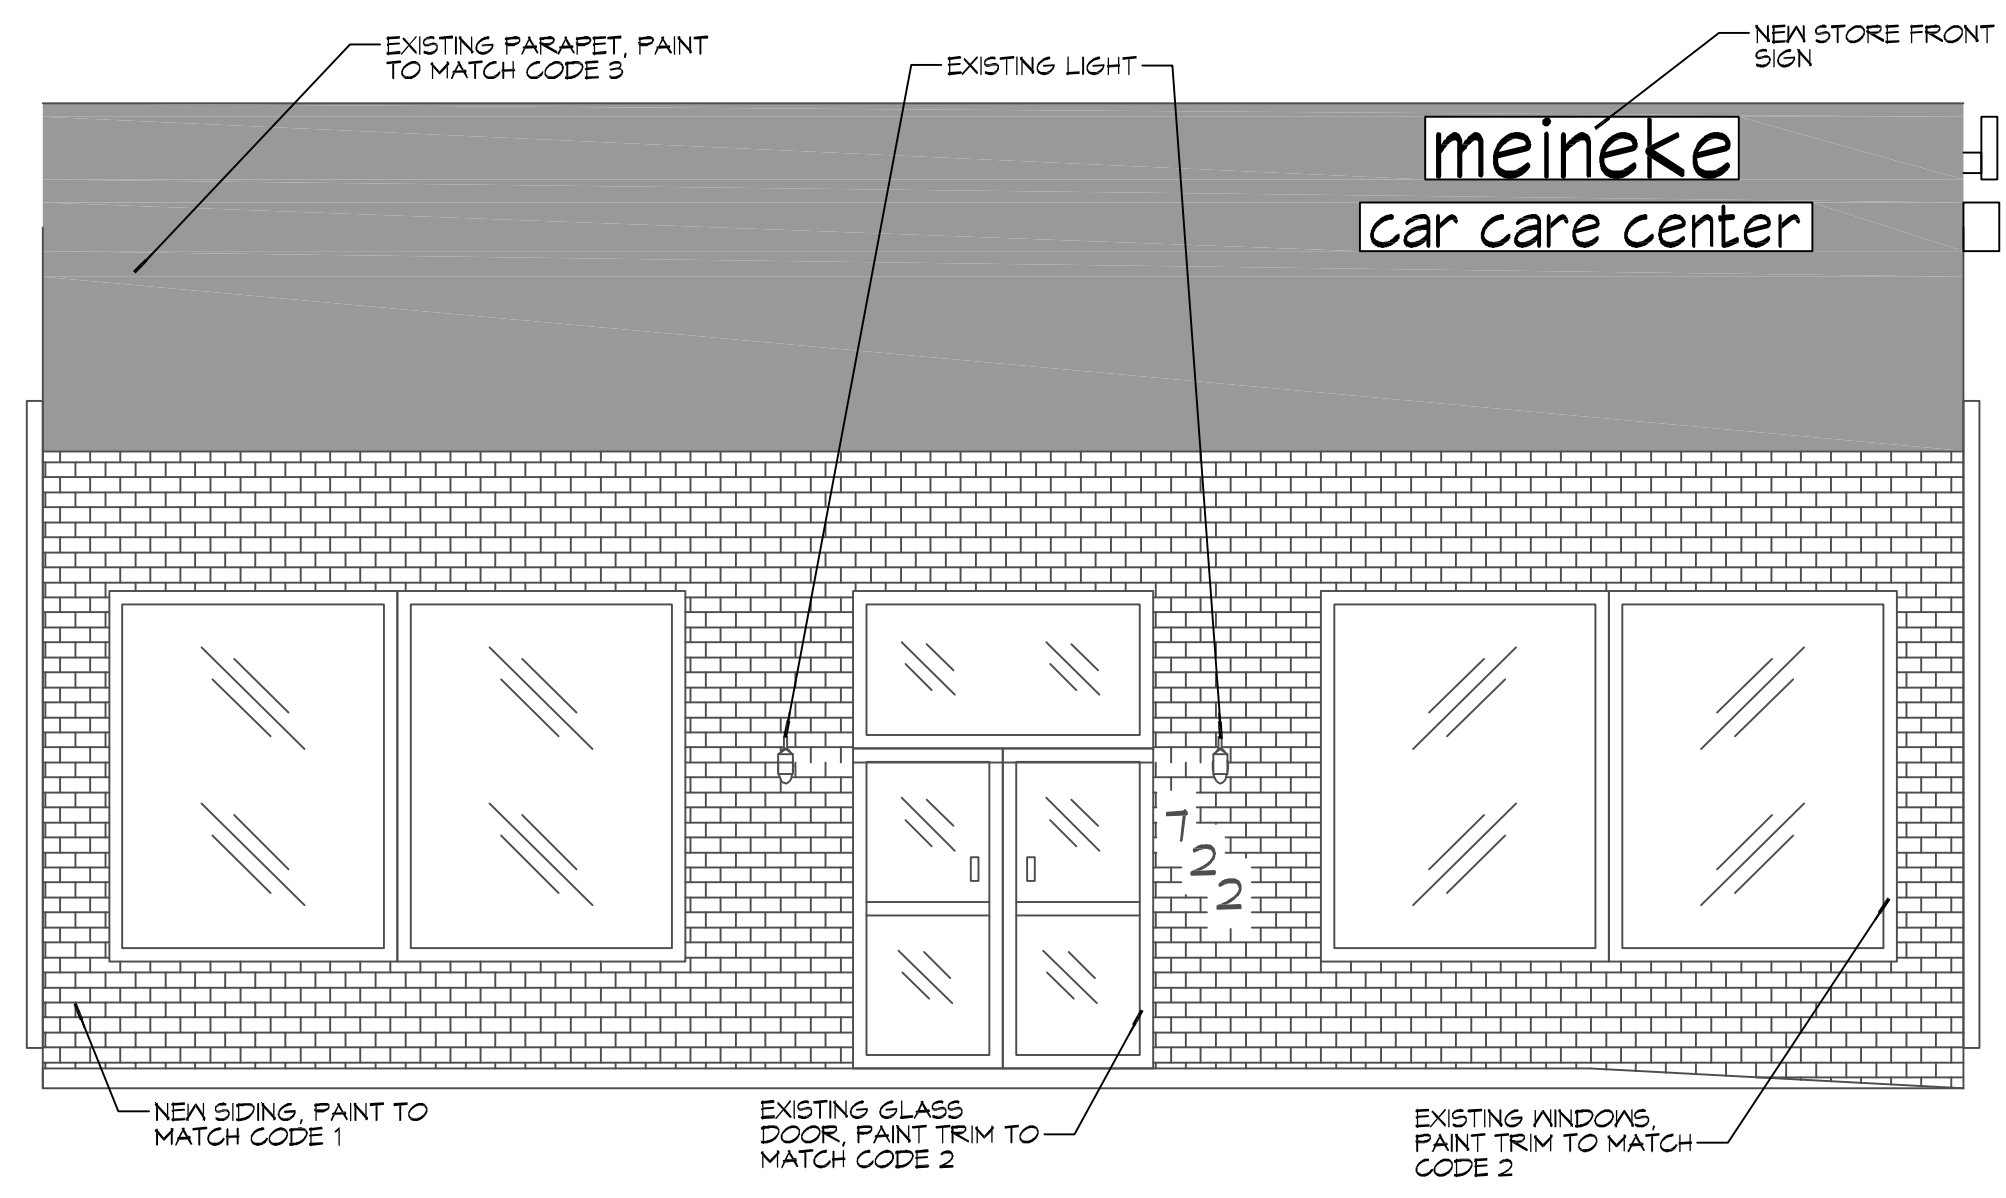 EXISTING PARAPET, PAINT
TO MATCH CODE 3
EXISTING LIGHT
NEW STORE FRONT
SIGN
meineke
car care center
7
2
2
NEW SIDING, PAINT TO
MATCH CODE 1
EXISTING GLASS
DOOR, PAINT TRIM TO
MATCH CODE 2
EXISTING WINDOWS,
PAINT TRIM TO MATCH
CODE 2